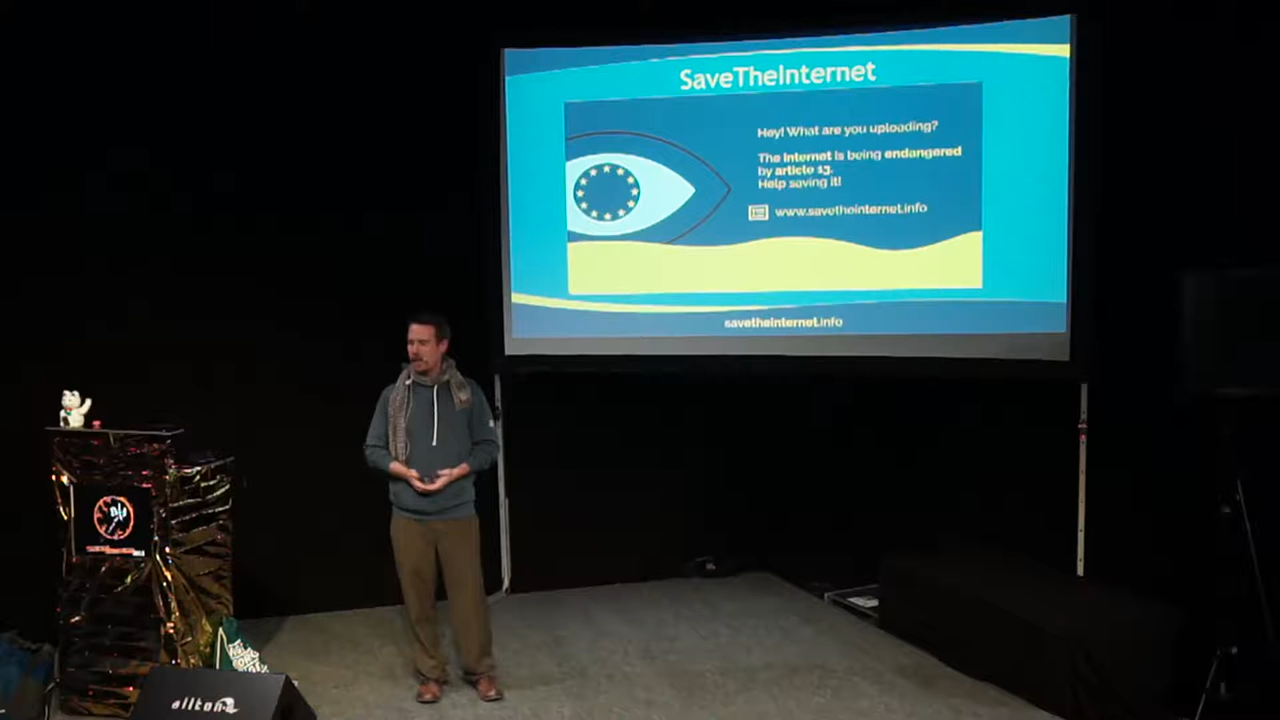 SaveTheInternet
Hey! What are you uploading?
The internet is being endangered
by article 13.
Help saving it!
www.savetheinternet.info
savetheinternet.info